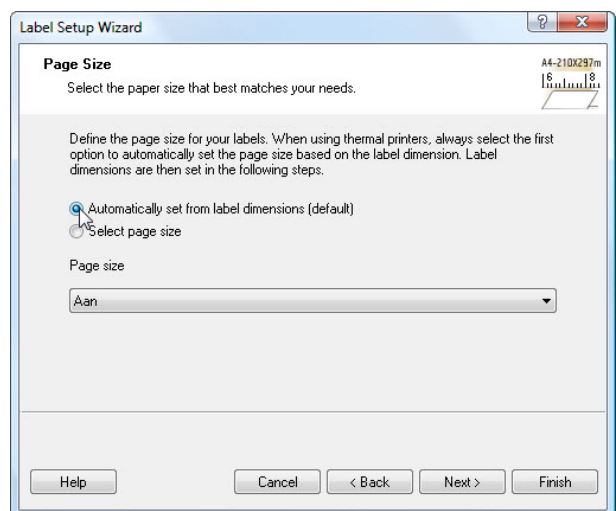 Label Setup Wizard
?
X
Page Size
Select the paper size that best matches your needs.
A4-210X297m
6 8
Define the page size for your labels. When using thermal printers, always select the first
option to automatically set the page size based on the label dimension. Label
dimensions are then set in the following steps.
Automatically set from label dimensions (default)
Select page size
Page size
Aan
Help
Cancel
< Back
Next >
Finish